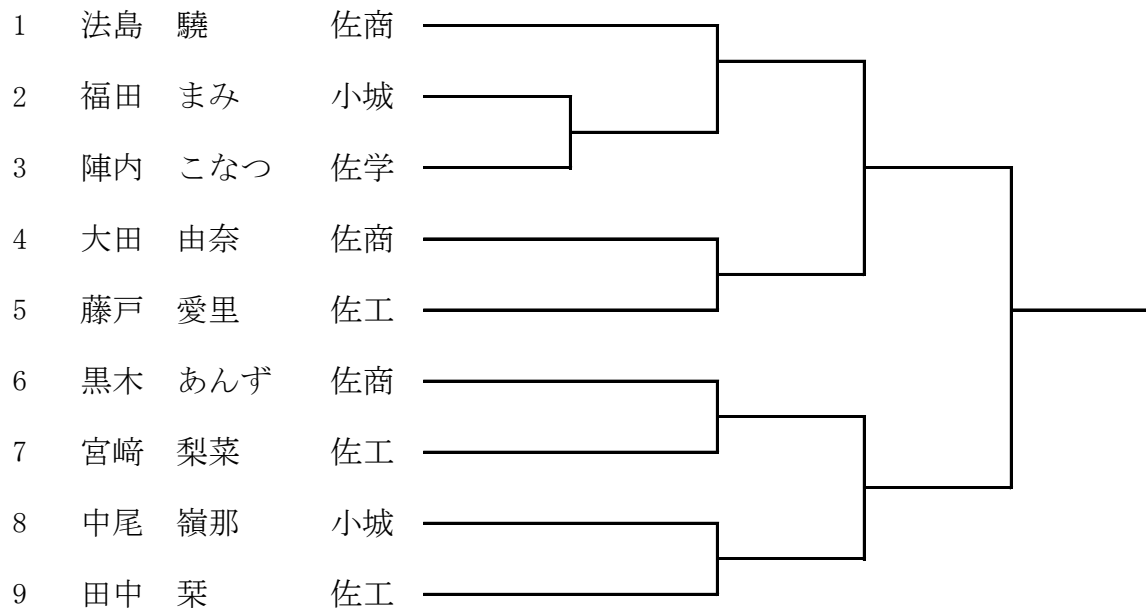 1 法島 驍 佐商
2 福田 まみ 小城
3 陣内 こなつ 佐学
4 大田 由奈 佐商
5 藤戸 愛里 佐工
6 黒木 あんず 佐商
7 宮﨑 梨菜 佐工
8 中尾 嶺那 小城
9 田中 栞 佐工